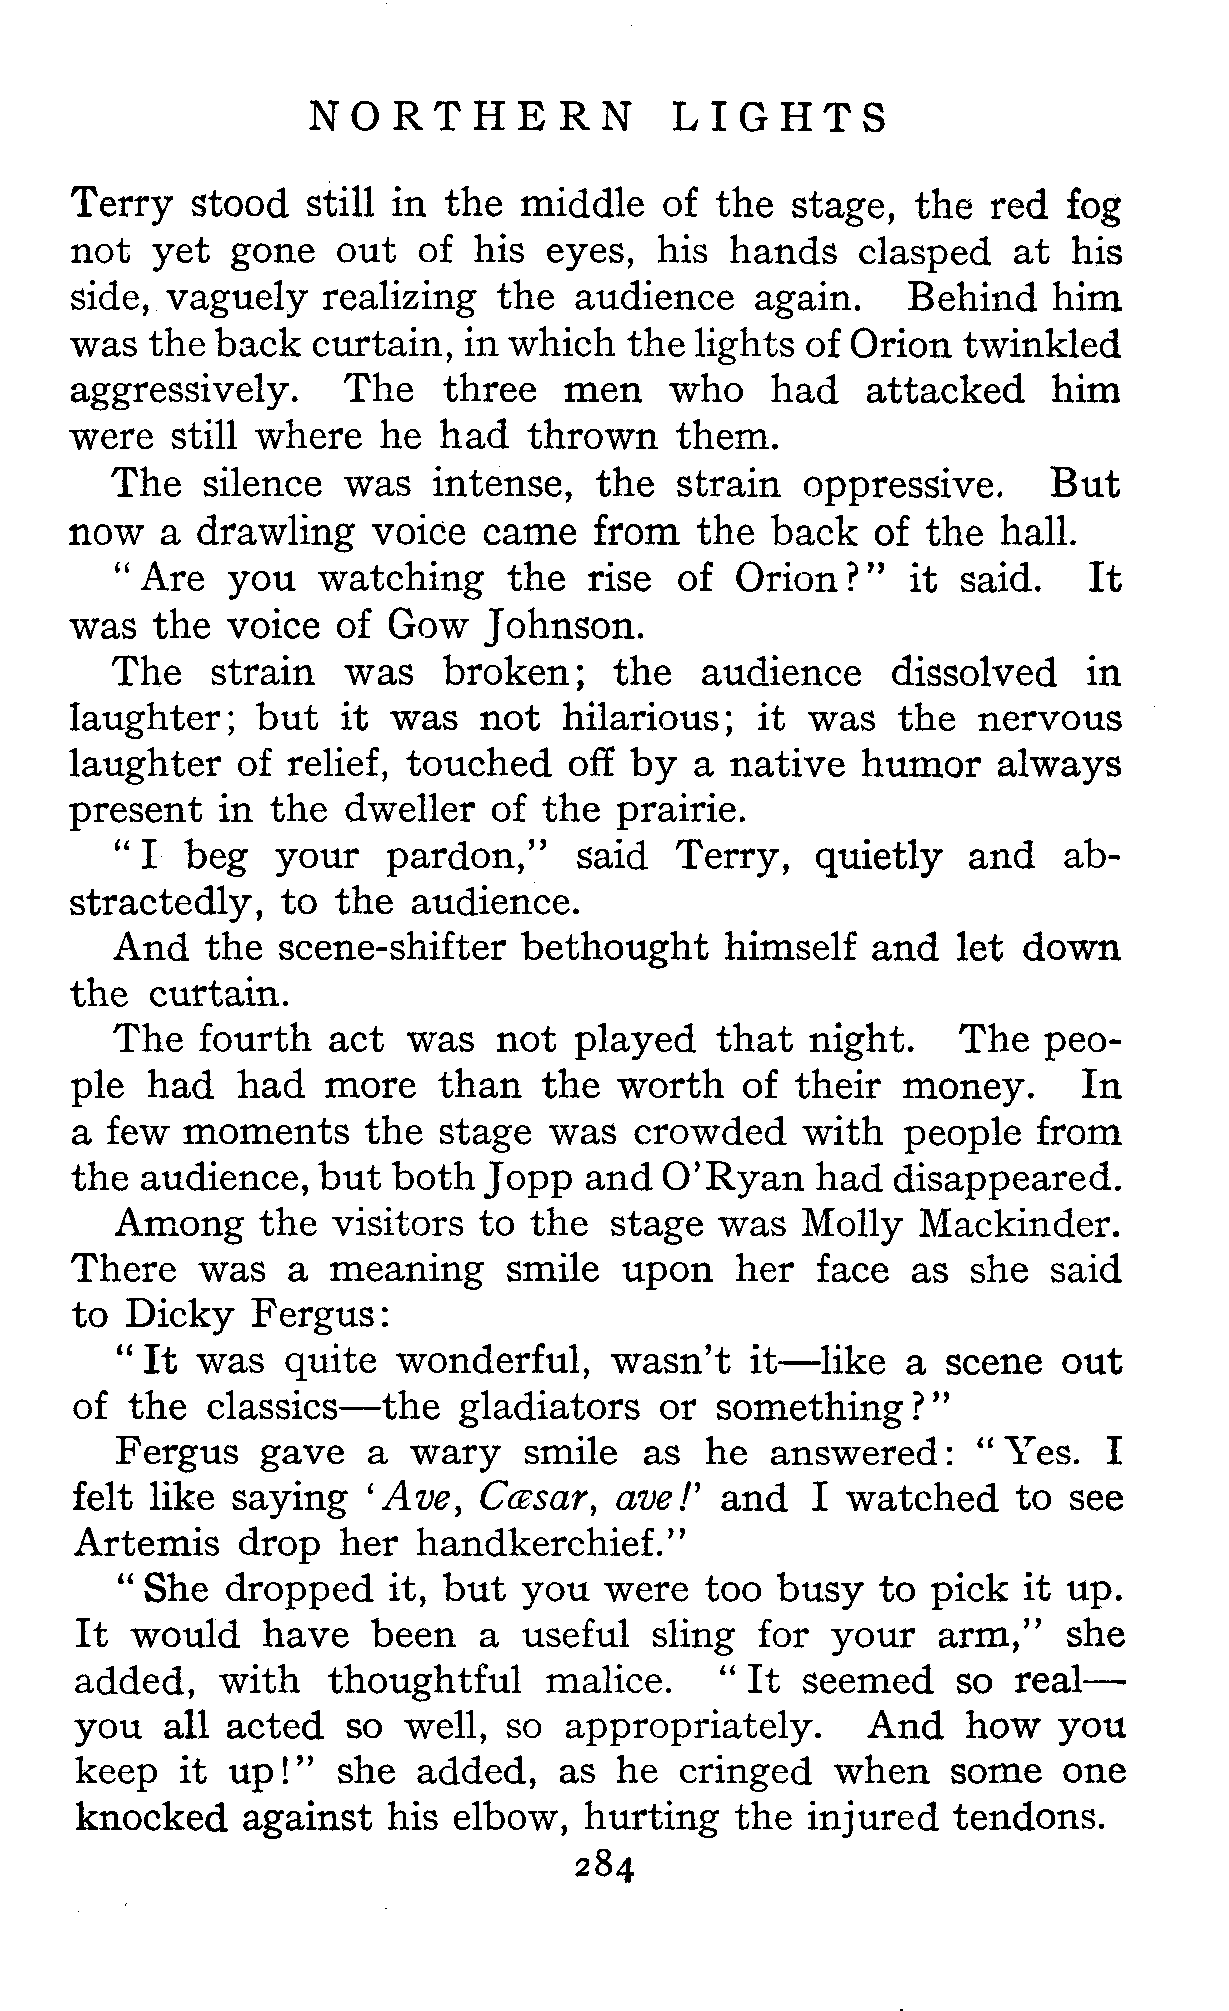 NORTHERN LIGHTS
Terry stood still in the middle of the stage, the red fog
not yet gone out of his eyes, his hands clasped at his
side, vaguely realizing the audience again. Behind him
was the back curtain, in which the lights of Orion twinkled
aggressively. The three men who had attacked him
were still where he had thrown them.
The silence was intense, the strain oppressive. But
now a drawling voice came from the back of the hall.
“Are you watching the rise of Orion?” it said. It
was the voice of Gow Johnson.
The strain was broken; the audience dissolved in
laughter; but it was not hilarious; it was the nervous
laughter of relief, touched off by a native humor always
present in the dweller of the prairie.
“I beg your pardon,” said Terry, quietly and ab-
stractedly, to the audience.
And the scene-shifter bethought himself and let down
the curtain.
The fourth act was not played that night. The peo-
ple had had more than the worth of their money. In
a few moments the stage was crowded with people from
the audience, but both Jopp and O’Ryan had disappeared.
Among the visitors to the stage was Molly Mackinder.
There was a meaning smile upon her face as she said
to Dicky Fergus:
“It was quite wonderful, wasn’t it—like a scene out
of the classics—the gladiators or something?”
Fergus gave a wary smile as he answered: “Yes. I
felt like saying ‘Ave, Cæsar, ave!’ and I watched to see
Artemis drop her handkerchief.”
“She dropped it, but you were too busy to pick it up.
It would have been a useful sling for your arm,” she
added, with thoughtful malice. “It seemed so real—
you all acted so well, so appropriately. And how you
keep it up!” she added, as he cringed when some one
knocked against his elbow, hurting the injured tendons.
284